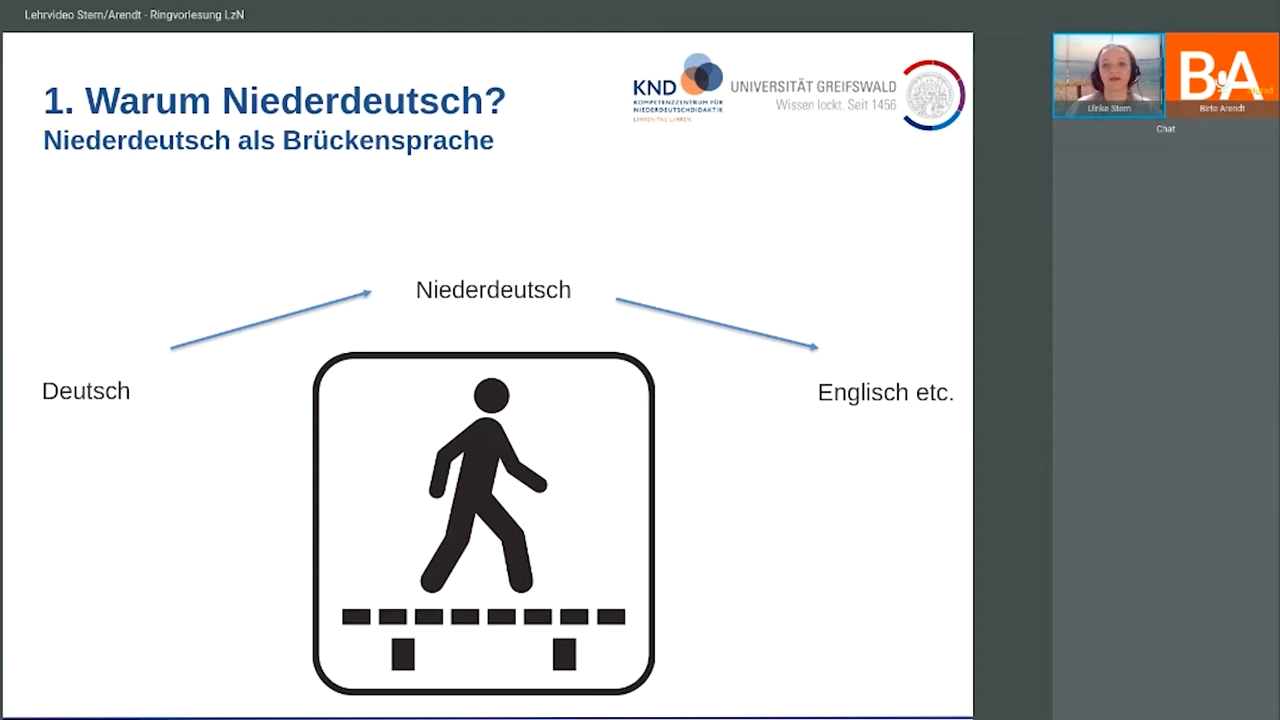 Lehrvideo Stern/Arendt - Ringvorlesung LzN
1. Warum Niederdeutsch?
Niederdeutsch als Brückensprache
KND
KOMPETENZZENTRUM FÜR
NIEDERDEUTSCHDIDAKTIK
UNIVERSITÄT GREIFSWALD
Wissen lockt. Seit 1456
BA
Ulrike Stern
Birte Arendt
Chat
Niederdeutsch
Deutsch
Englisch etc.